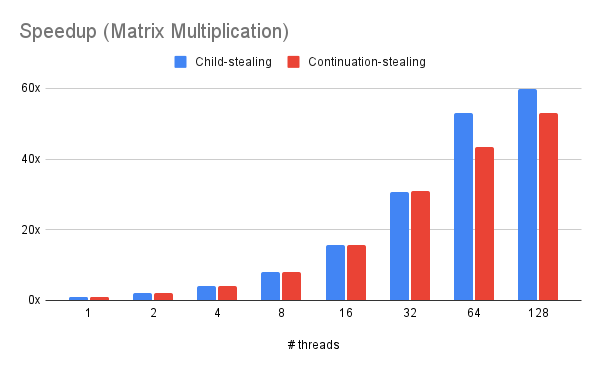 Speedup (Matrix Multiplication)
Child-stealing Continuation-stealing
60x
40x
20x
0x
1 2 4 8 16 32 64 128
# threads